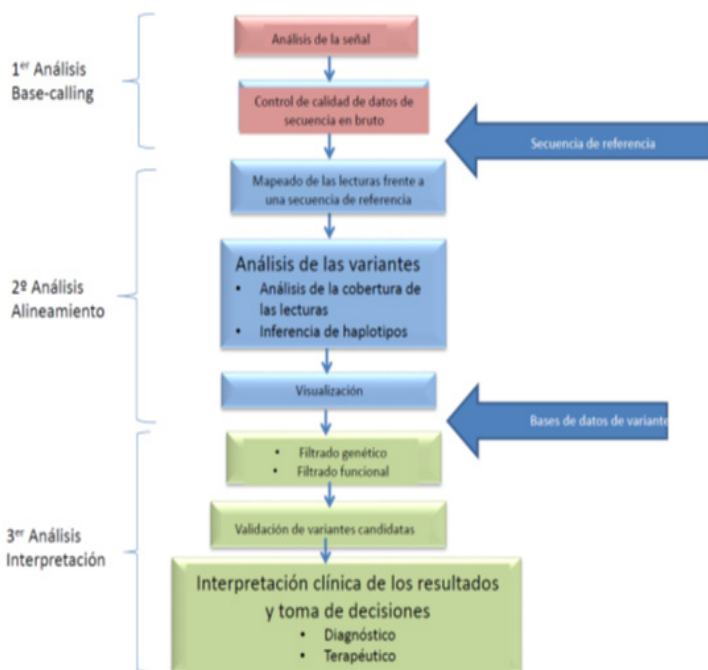 1er Análisis
Base-calling
Análisis de la señal
Control de calidad de datos de
secuencia en bruto
Secuencia de referencia
2º Análisis
Alineamiento
Mapeado de las lecturas frente a
una secuencia de referencia
Análisis de las variantes
• Análisis de la cobertura de
las lecturas
• Inferencia de haplotipos
Visualización
Bases de datos de variante
3er Análisis
Interpretación
• Filtrado genético
• Filtrado funcional
Validación de variantes candidatas
Interpretación clínica de los resultados
y toma de decisiones
• Diagnóstico
• Terapéutico